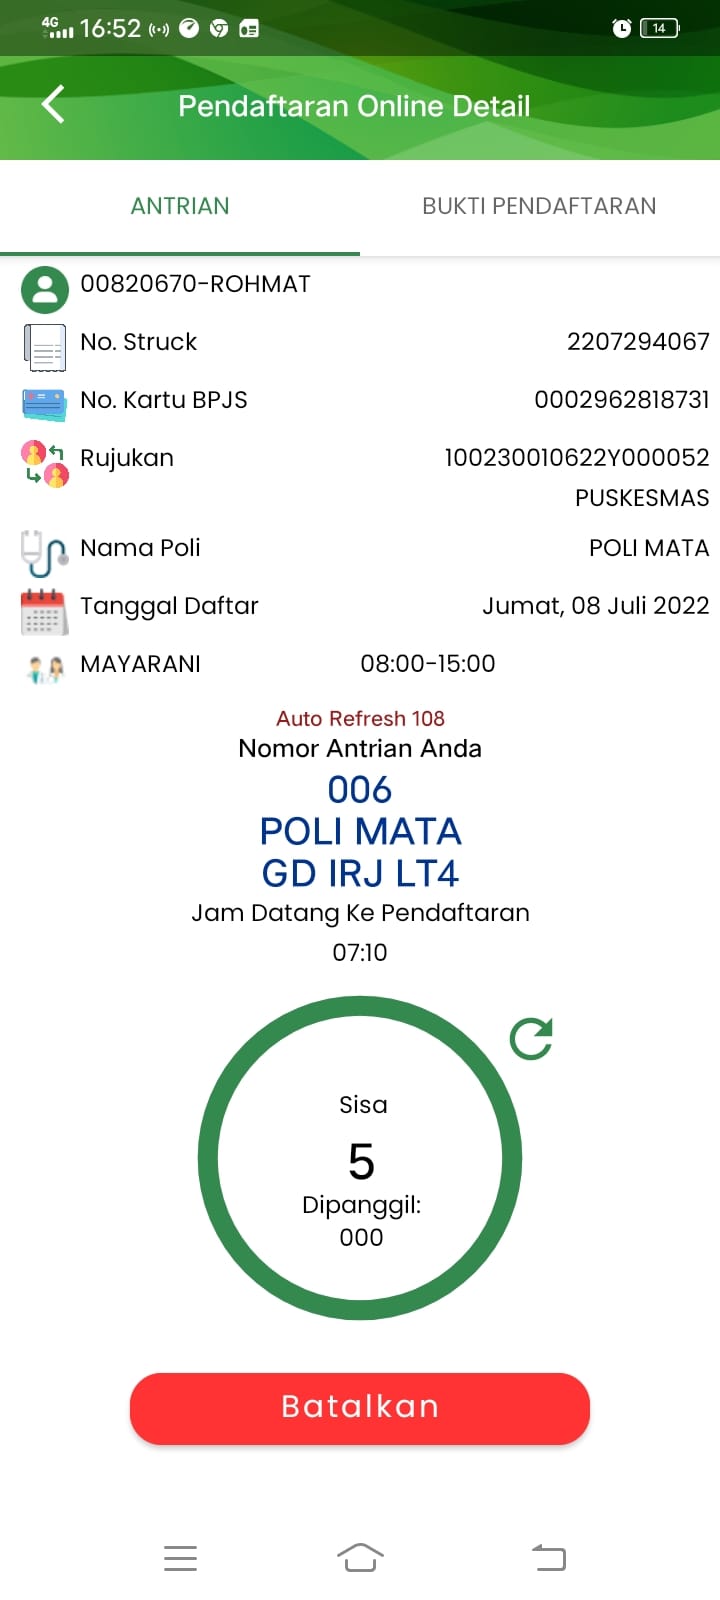 4G 16:52 14
Pendaftaran Online Detail
ANTRIAN BUKTI PENDAFTARAN
00820670-ROHMAT
No. Struck 2207294067
No. Kartu BPJS 0002962818731
Rujukan 100230010622Y000052
PUSKESMAS
Nama Poli POLI MATA
Tanggal Daftar Jumat, 08 Juli 2022
MAYARANI 08:00-15:00
Auto Refresh 108
Nomor Antrian Anda
006
POLI MATA
GD IRJ LT4
Jam Datang Ke Pendaftaran
07:10
Sisa
5
Dipanggil:
000
Batalkan